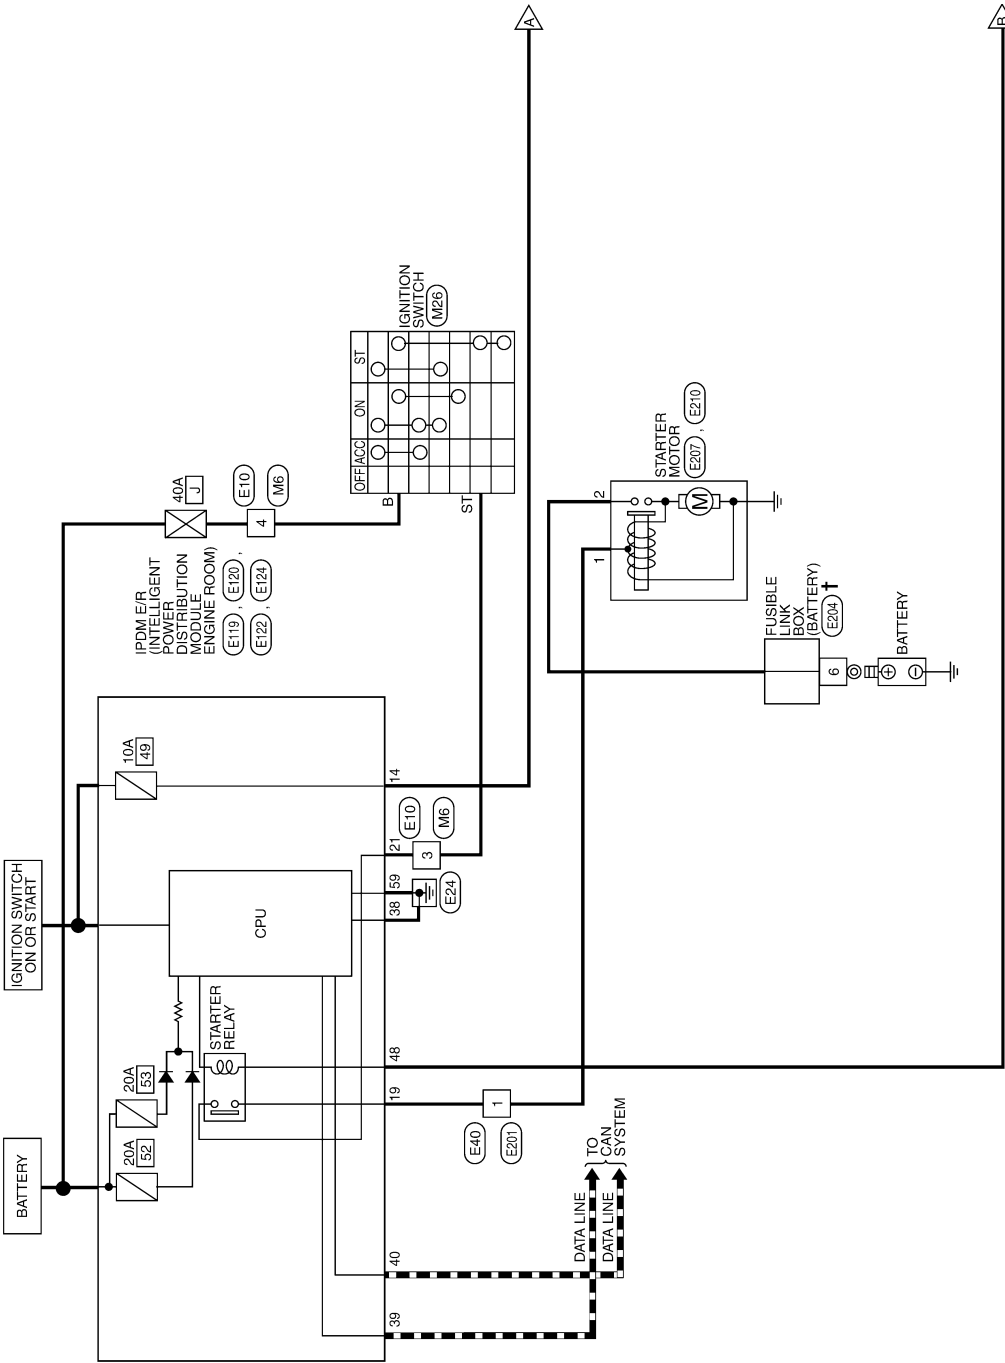 BATTERY
IGNITION SWITCH
ON OR START
20A
52
20A
53
STARTER
RELAY
CPU
10A
49
IPDM E/R
(INTELLIGENT
POWER
DISTRIBUTION
MODULE
ENGINE ROOM)
E119 , E120 ,
E122 , E124
40A
J
4
E10
M6
39
40
19
48
38
59
21
14
E24
3
E10
M6
B
ST
OFF
ACC
ON
ST
IGNITION
SWITCH
M26
A
B
1
E40
E201
DATA LINE
DATA LINE
TO
CAN
SYSTEM
1
2
M
STARTER
MOTOR
E207 , E210
FUSIBLE
LINK
BOX
(BATTERY)
E204 †
6
+
−
BATTERY